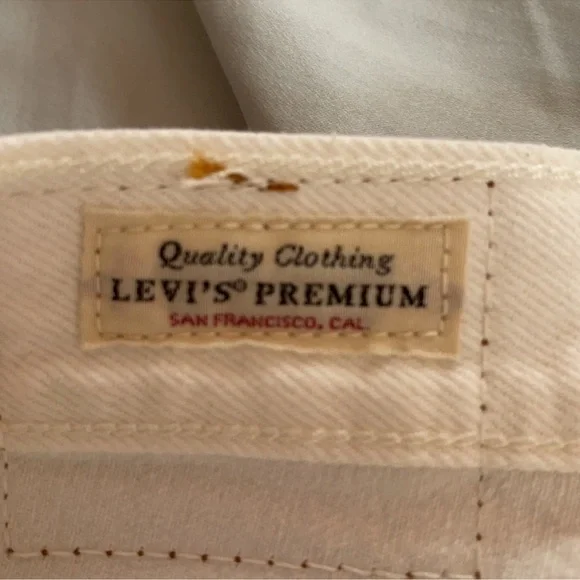 Quality Clothing
LEVI'S® PREMIUM
SAN FRANCISCO, CAL.